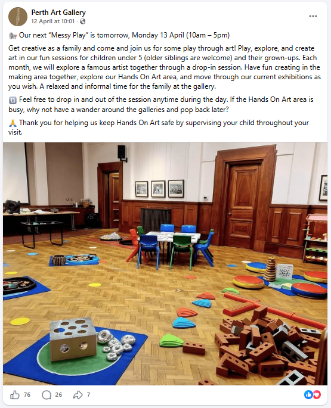 Perth Art Gallery
12 April at 10:01
Our next "Messy Play" is tomorrow, Monday 13 April (10am – 5pm)
Get creative as a family and come and join us for some play through art! Play, explore, and create
art in our fun sessions for children under 5 (older siblings are welcome) and their grown-ups. Each
month, we will explore a famous artist together through a drop-in session. Have fun creating in the
making area together, explore our Hands On Art area, and move through our current exhibitions as
you wish. A relaxed and informal time for the family at the gallery.
Feel free to drop in and out of the session anytime during the day. If the Hands On Art area is
busy, why not have a wander around the galleries and pop back later?
Thank you for helping us keep Hands On Art safe by supervising your child throughout your
visit.
76 26 7